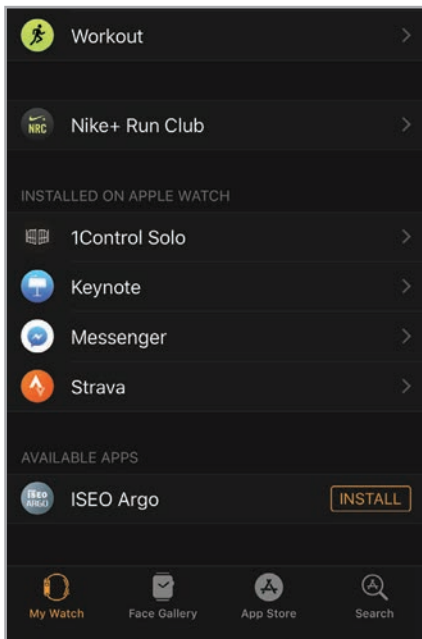 Workout
NRC
Nike+ Run Club
INSTALLED ON APPLE WATCH
1Control Solo
Keynote
Messenger
Strava
AVAILABLE APPS
ISEO
ARGO
ISEO Argo
INSTALL
My Watch
Face Gallery
App Store
Search